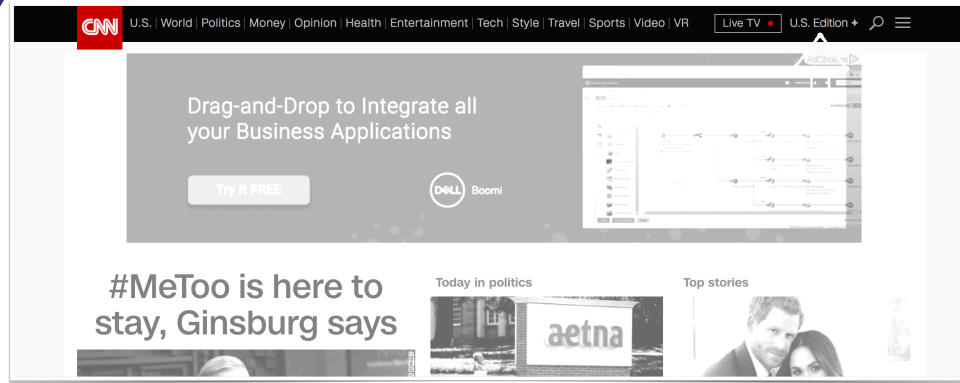 CNN U.S. World Politics Money Opinion Health Entertainment Tech Style Travel Sports Video VR Live TV U.S. Edition +
AdChoices
Drag-and-Drop to Integrate all
your Business Applications
Try It FREE
DELL Boomi
#MeToo is here to
stay, Ginsburg says
Today in politics
aetna
Top stories